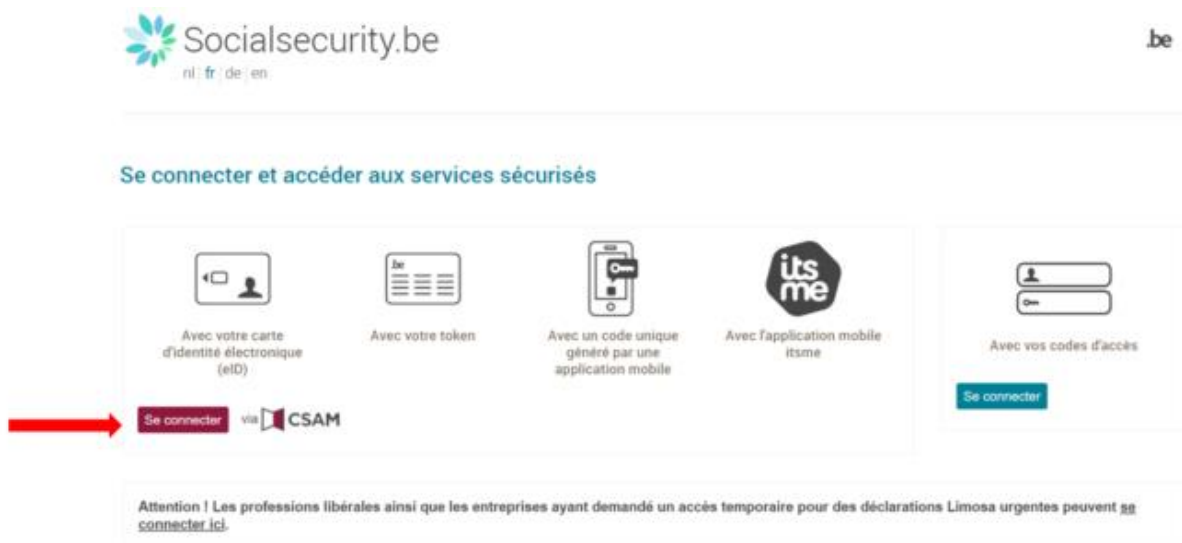 Socialsecurity.be
.be
nl fr de en
Se connecter et accéder aux services sécurisés
be
its
me
Avec votre carte
d'identité électronique
(eID)
Avec votre token
Avec un code unique
généré par une
application mobile
Avec l'application mobile
itsme
Avec vos codes d'accès
Se connecter
via CSAM
Se connecter
Attention ! Les professions libérales ainsi que les entreprises ayant demandé un accès temporaire pour des déclarations Limosa urgentes peuvent se
connecter ici.